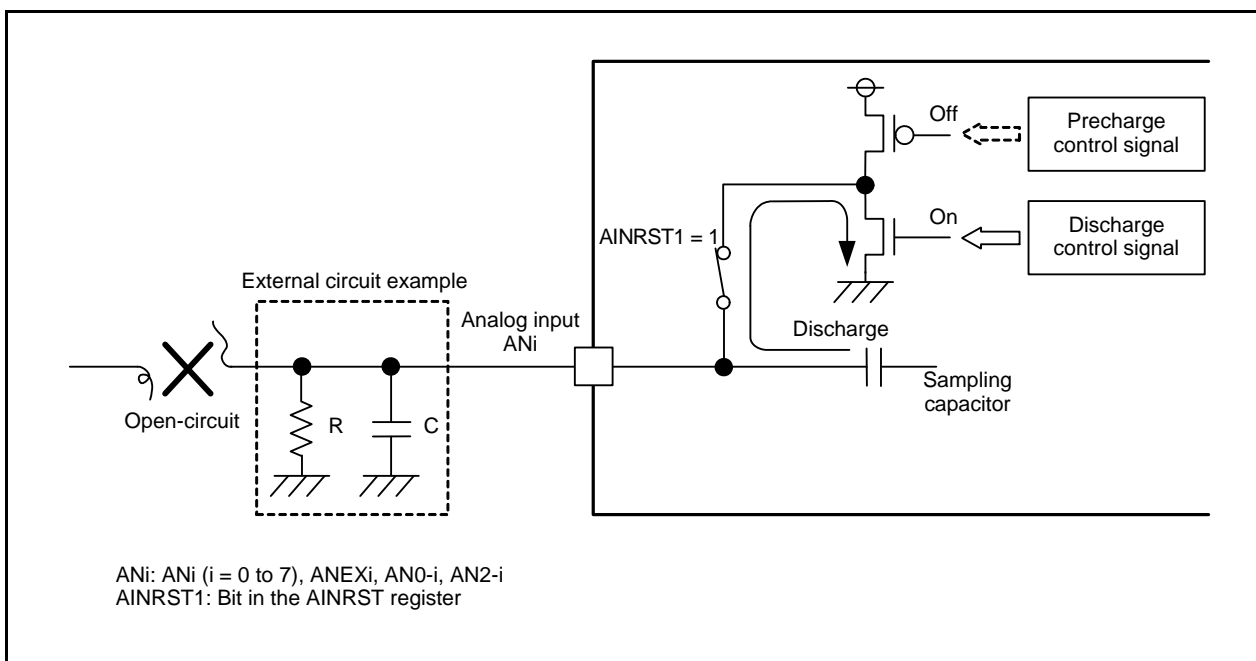 Off
Precharge
control signal
On
Discharge
control signal
AINRST1 = 1
External circuit example
Analog input
ANi
Discharge
Sampling
capacitor
Open-circuit
R
C
ANi: ANi (i = 0 to 7), ANEXi, AN0-i, AN2-i
AINRST1: Bit in the AINRST register